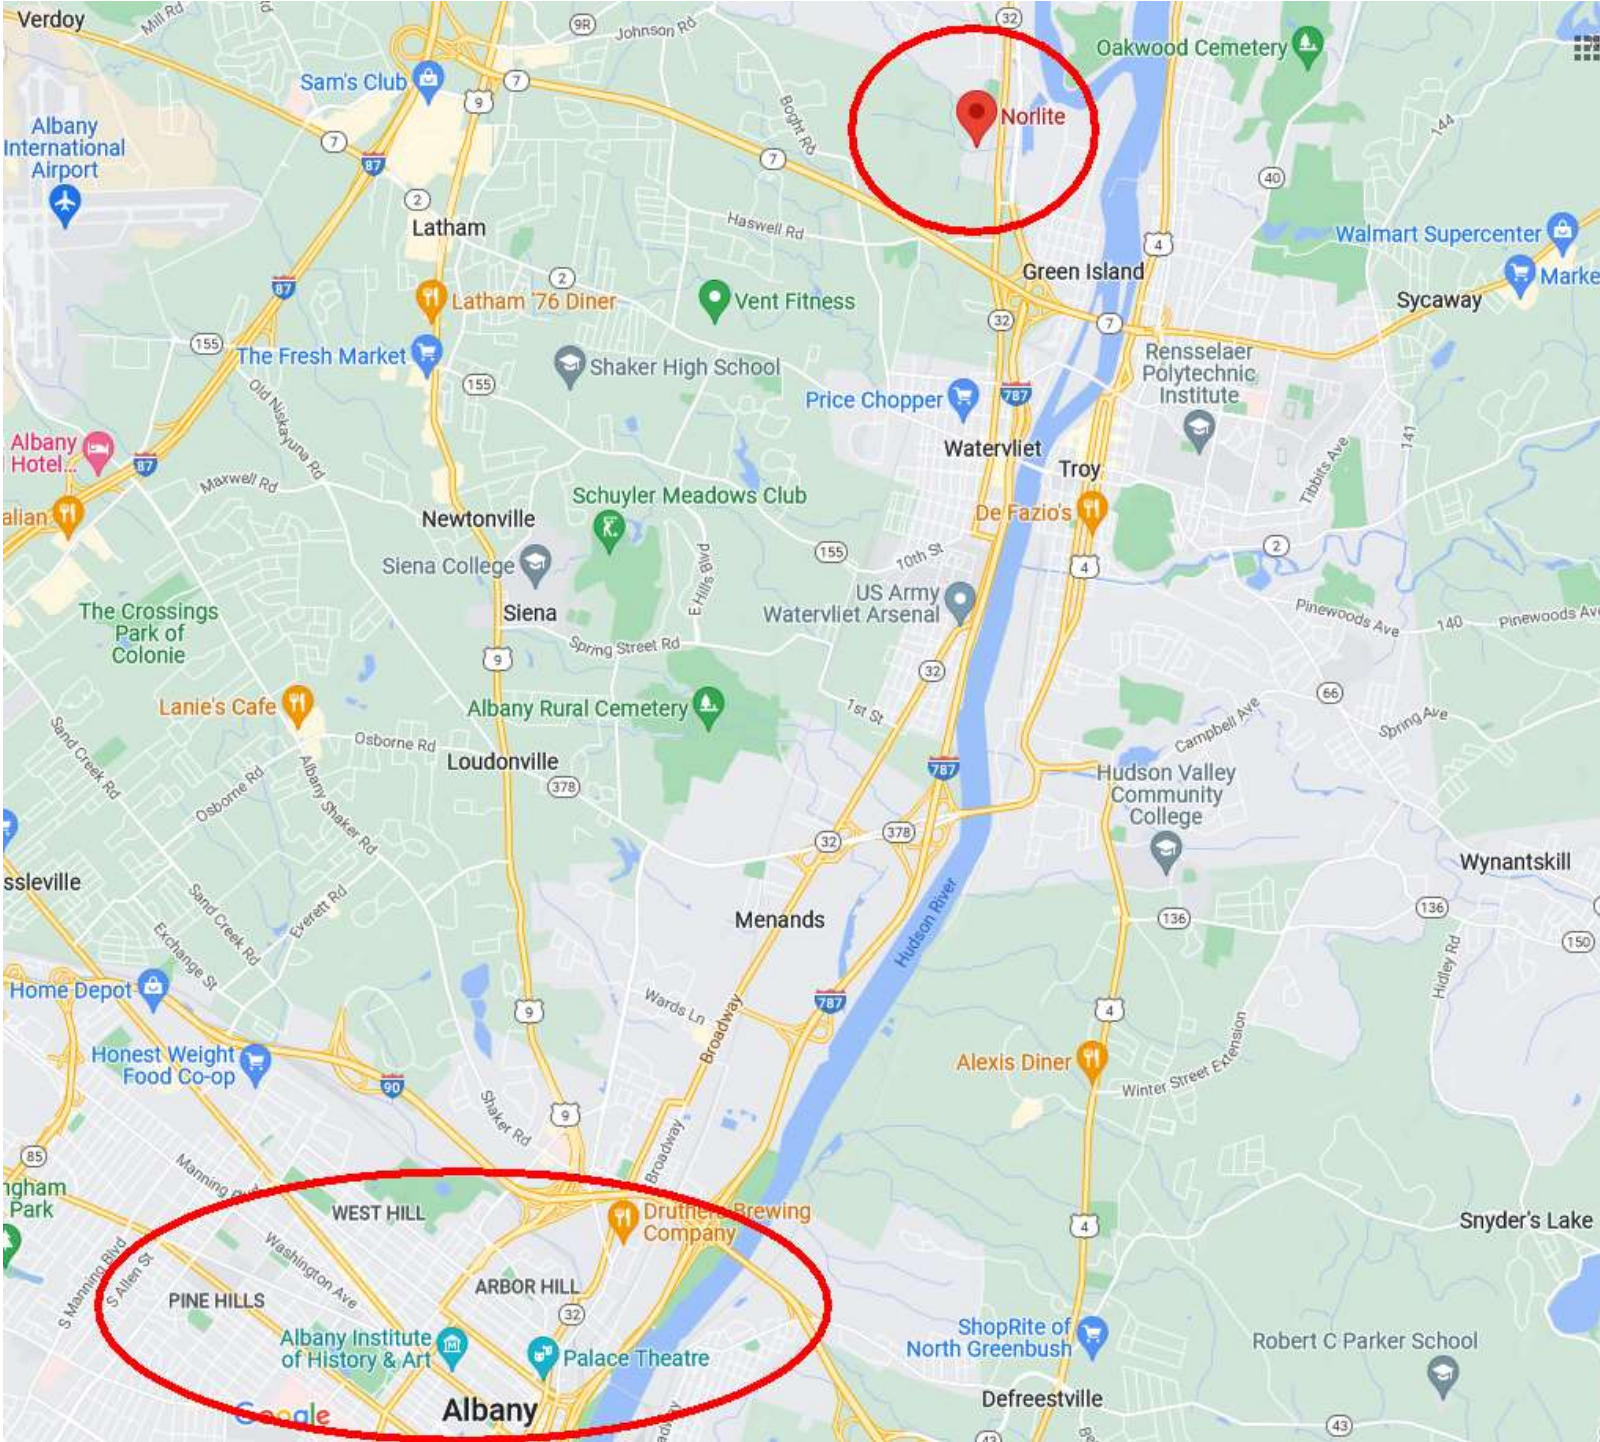 Verdoy
Mill Rd
9R
Johnson Rd
32
Oakwood Cemetery
Sam's Club
7
9
Boght Rd
Norlite
Albany
International
Airport
7
87
7
144
2
Latham
40
Haswell Rd
4
Walmart Supercenter
87
2
Green Island
Marke
Latham '76 Diner
Vent Fitness
Sycaway
32
7
155
The Fresh Market
Shaker High School
Rensselaer
Polytechnic
Institute
Old Niskayuna Rd
155
Price Chopper
787
Albany
Hotel...
87
Watervliet
Troy
141
Tibbits Ave
Maxwell Rd
Schuyler Meadows Club
alian
Newtonville
De Fazio's
155
10th St
2
Siena College
E Hills Blvd
4
US Army
Watervliet Arsenal
The Crossings
Park of
Colonie
Siena
Pinewoods Ave
140
Pinewoods Ave
Spring Street Rd
9
32
66
Lanie's Cafe
Albany Rural Cemetery
1st St
Campbell Ave
Spring Ave
Sand Creek Rd
Osborne Rd
Loudonville
787
Hudson Valley
Community
College
Osborne Rd
Albany Shaker Rd
378
32
378
ssleville
Wynantskill
Sand Creek Rd
Everett Rd
Menands
Hudson River
136
136
Exchange St
150
Home Depot
Wards Ln
Broadway
787
Hidley Rd
9
4
Honest Weight
Food Co-op
90
Alexis Diner
Winter Street Extension
Shaker Rd
9
Broadway
85
Manning
ngham
Park
WEST HILL
Druthers Brewing
Company
4
Snyder's Lake
S Manning Blvd
S Allen St
Washington Ave
PINE HILLS
ARBOR HILL
32
Albany Institute
of History & Art
Palace Theatre
ShopRite of
North Greenbush
Robert C Parker School
Google
Albany
Defreestville
43
43